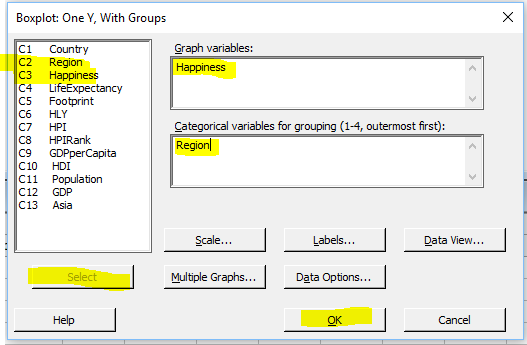 Boxplot: One Y, With Groups
C1 Country
C2 Region
C3 Happiness
C4 LifeExpectancy
C5 Footprint
C6 HLY
C7 HPI
C8 HPIRank
C9 GDPperCapita
C10 HDI
C11 Population
C12 GDP
C13 Asia
Graph variables:
Happiness
Categorical variables for grouping (1-4, outermost first):
Region
Scale... Labels... Data View...
Select Multiple Graphs... Data Options...
Help OK Cancel